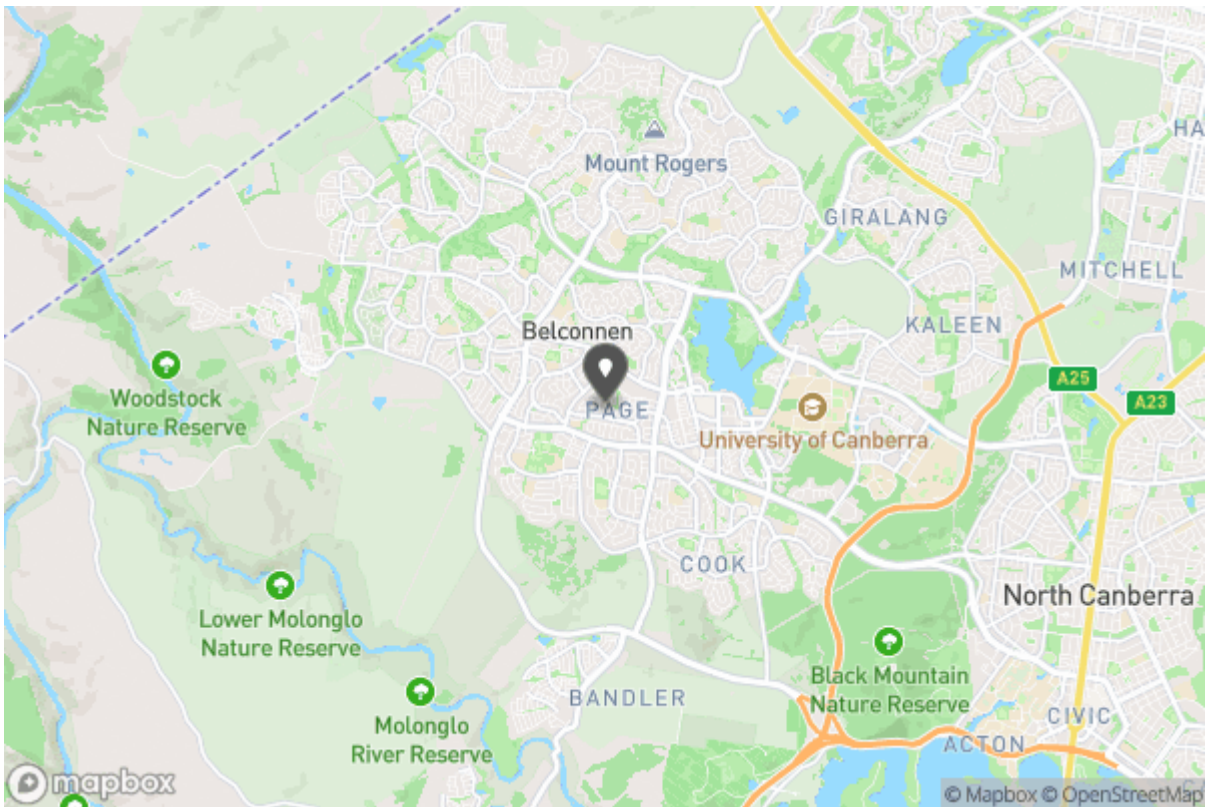 Mount Rogers
HA
GIRALANG
MITCHELL
KALEEN
Belconnen
A25
A23
Woodstock
Nature Reserve
PAGE
University of Canberra
COOK
North Canberra
Lower Molonglo
Nature Reserve
Black Mountain
Nature Reserve
BANDLER
Molonglo
River Reserve
CIVIC
ACTON
mapbox
© Mapbox © OpenStreetMap